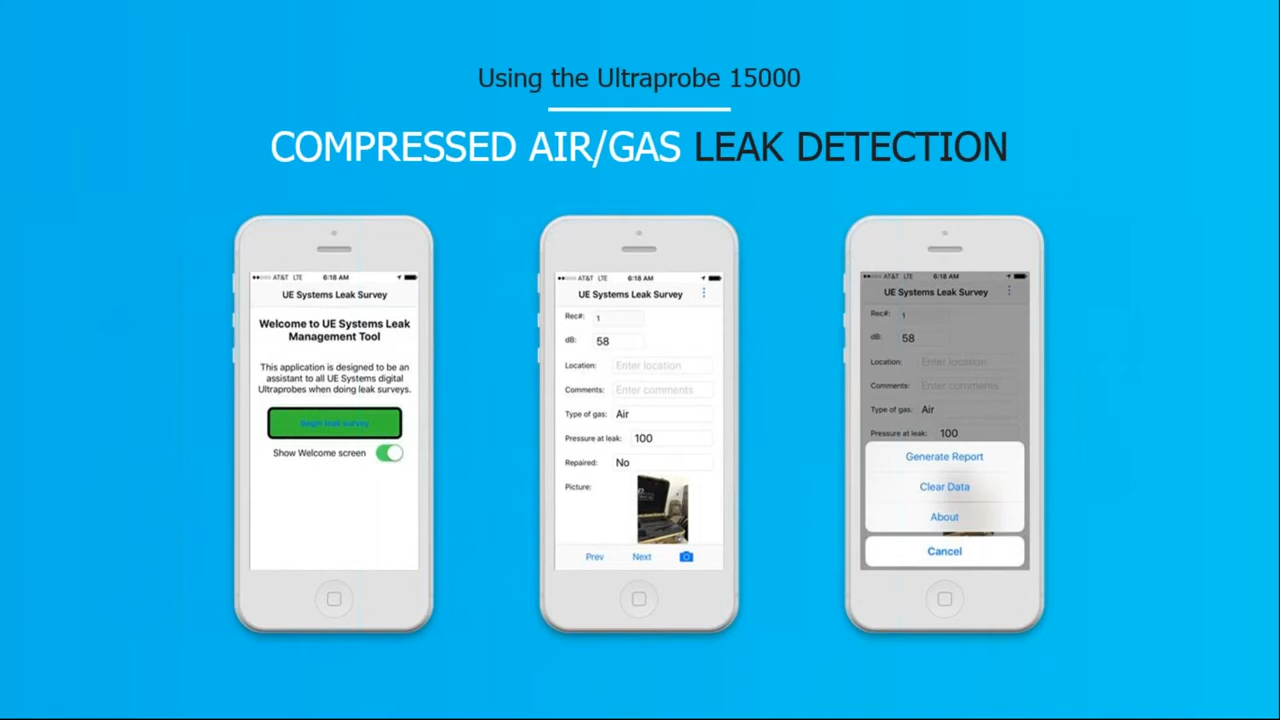 Using the Ultraprobe 15000
COMPRESSED AIR/GAS LEAK DETECTION
AT&T LTE 6:18 AM
UE Systems Leak Survey
Welcome to UE Systems Leak
Management Tool
This application is designed to be an
assistant to all UE Systems digital
Ultraprobes when doing leak surveys.
begin leak survey
Show Welcome screen
AT&T LTE 6:18 AM
UE Systems Leak Survey
Rec#: 1
dB: 58
Location: Enter location
Comments: Enter comments
Type of gas: Air
Pressure at leak: 100
Repaired: No
Picture:
Prev Next
AT&T LTE 6:18 AM
UE Systems Leak Survey
Rec#: 1
dB: 58
Location: Enter location
Comments: Enter comments
Type of gas: Air
Pressure at leak: 100
Generate Report
Clear Data
About
Cancel